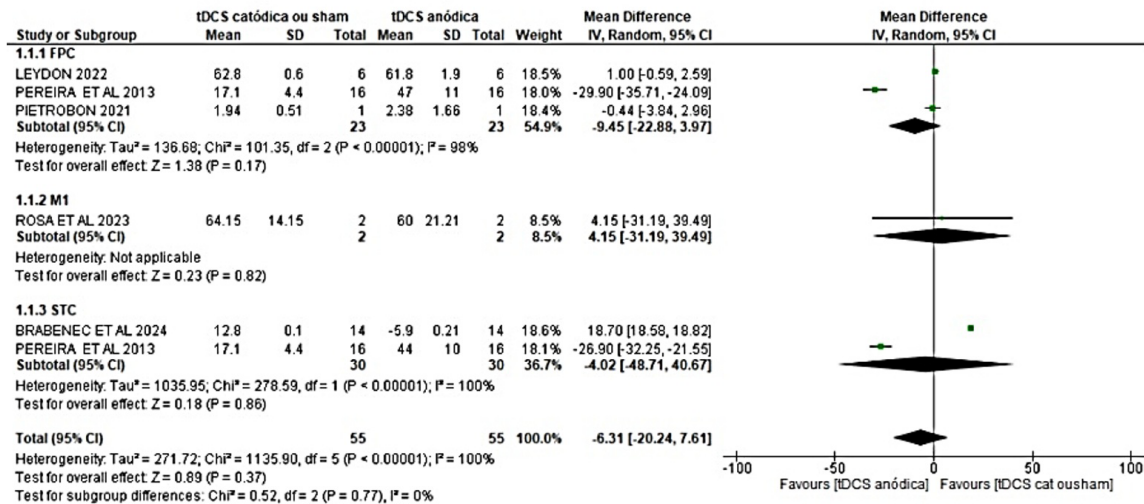 tDCS catódica ou sham tDCS anódica Mean Difference Mean Difference
Study or Subgroup Mean SD Total Mean SD Total Weight IV, Random, 95% CI IV, Random, 95% CI
1.1.1 FPC
LEYDON 2022 62.8 0.6 6 61.8 1.9 6 18.5% 1.00 [-0.59, 2.59]
PEREIRA ET AL 2013 17.1 4.4 16 47 11 16 18.0% -29.90 [-35.71, -24.09]
PIETROBON 2021 1.94 0.51 1 2.38 1.66 1 18.4% -0.44 [-3.84, 2.96]
Subtotal (95% CI) 23 23 54.9% -9.45 [-22.88, 3.97]
Heterogeneity: Tau² = 136.68; Chi² = 101.35, df = 2 (P < 0.00001); I² = 98%
Test for overall effect: Z = 1.38 (P = 0.17)
1.1.2 M1
ROSA ET AL 2023 64.15 14.15 2 60 21.21 2 8.5% 4.15 [-31.19, 39.49]
Subtotal (95% CI) 2 2 8.5% 4.15 [-31.19, 39.49]
Heterogeneity: Not applicable
Test for overall effect: Z = 0.23 (P = 0.82)
1.1.3 STC
BRABENEC ET AL 2024 12.8 0.1 14 -5.9 0.21 14 18.6% 18.70 [18.58, 18.82]
PEREIRA ET AL 2013 17.1 4.4 16 44 10 16 18.1% -26.90 [-32.25, -21.55]
Subtotal (95% CI) 30 30 36.7% -4.02 [-48.71, 40.67]
Heterogeneity: Tau² = 1035.95; Chi² = 278.59, df = 1 (P < 0.00001); I² = 100%
Test for overall effect: Z = 0.18 (P = 0.86)
Total (95% CI) 55 55 100.0% -6.31 [-20.24, 7.61]
Heterogeneity: Tau² = 271.72; Chi² = 1135.90, df = 5 (P < 0.00001); I² = 100%
Test for overall effect: Z = 0.89 (P = 0.37)
Test for subgroup differences: Chi² = 0.52, df = 2 (P = 0.77), I² = 0%
-100 -50 0 50 100
Favours [tDCS anódica] Favours [tDCS cat ousham]